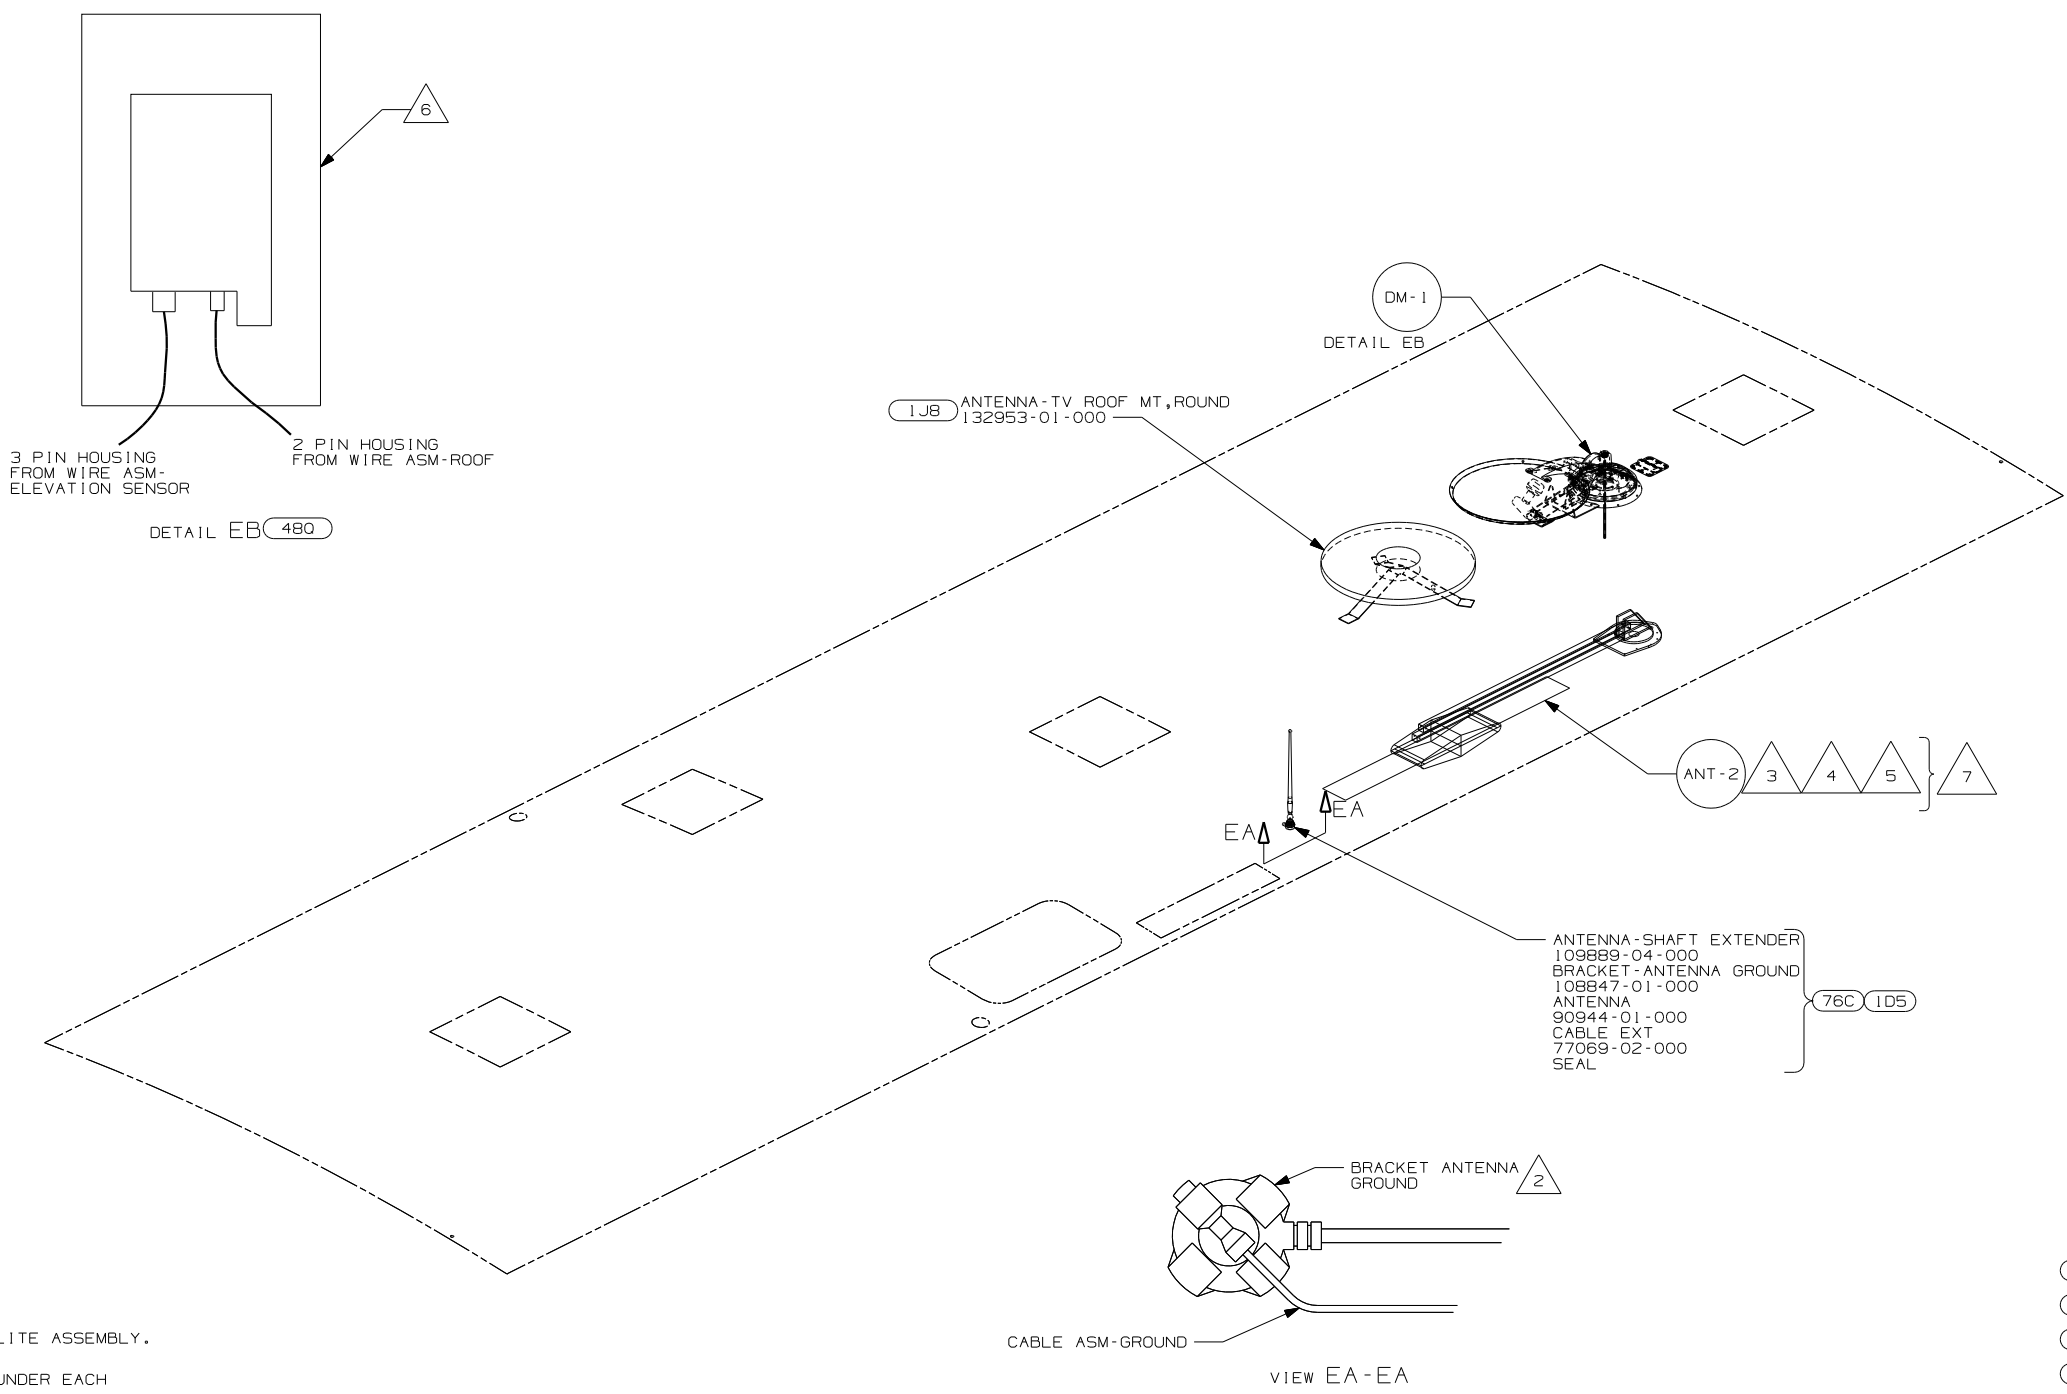 6
3 PIN HOUSING
FROM WIRE ASM-
ELEVATION SENSOR
2 PIN HOUSING
FROM WIRE ASM-ROOF
DETAIL EB 48Q
DM-1
DETAIL EB
1J8
ANTENNA-TV ROOF MT,ROUND
132953-01-000
ANT-2 3 4 5 7
EA
EA
ANTENNA-SHAFT EXTENDER
109889-04-000
BRACKET-ANTENNA GROUND
108847-01-000
ANTENNA
90944-01-000
CABLE EXT
77069-02-000
SEAL
76C 1D5
BRACKET ANTENNA
GROUND
2
CABLE ASM-GROUND
VIEW EA-EA
LITE ASSEMBLY.
UNDER EACH